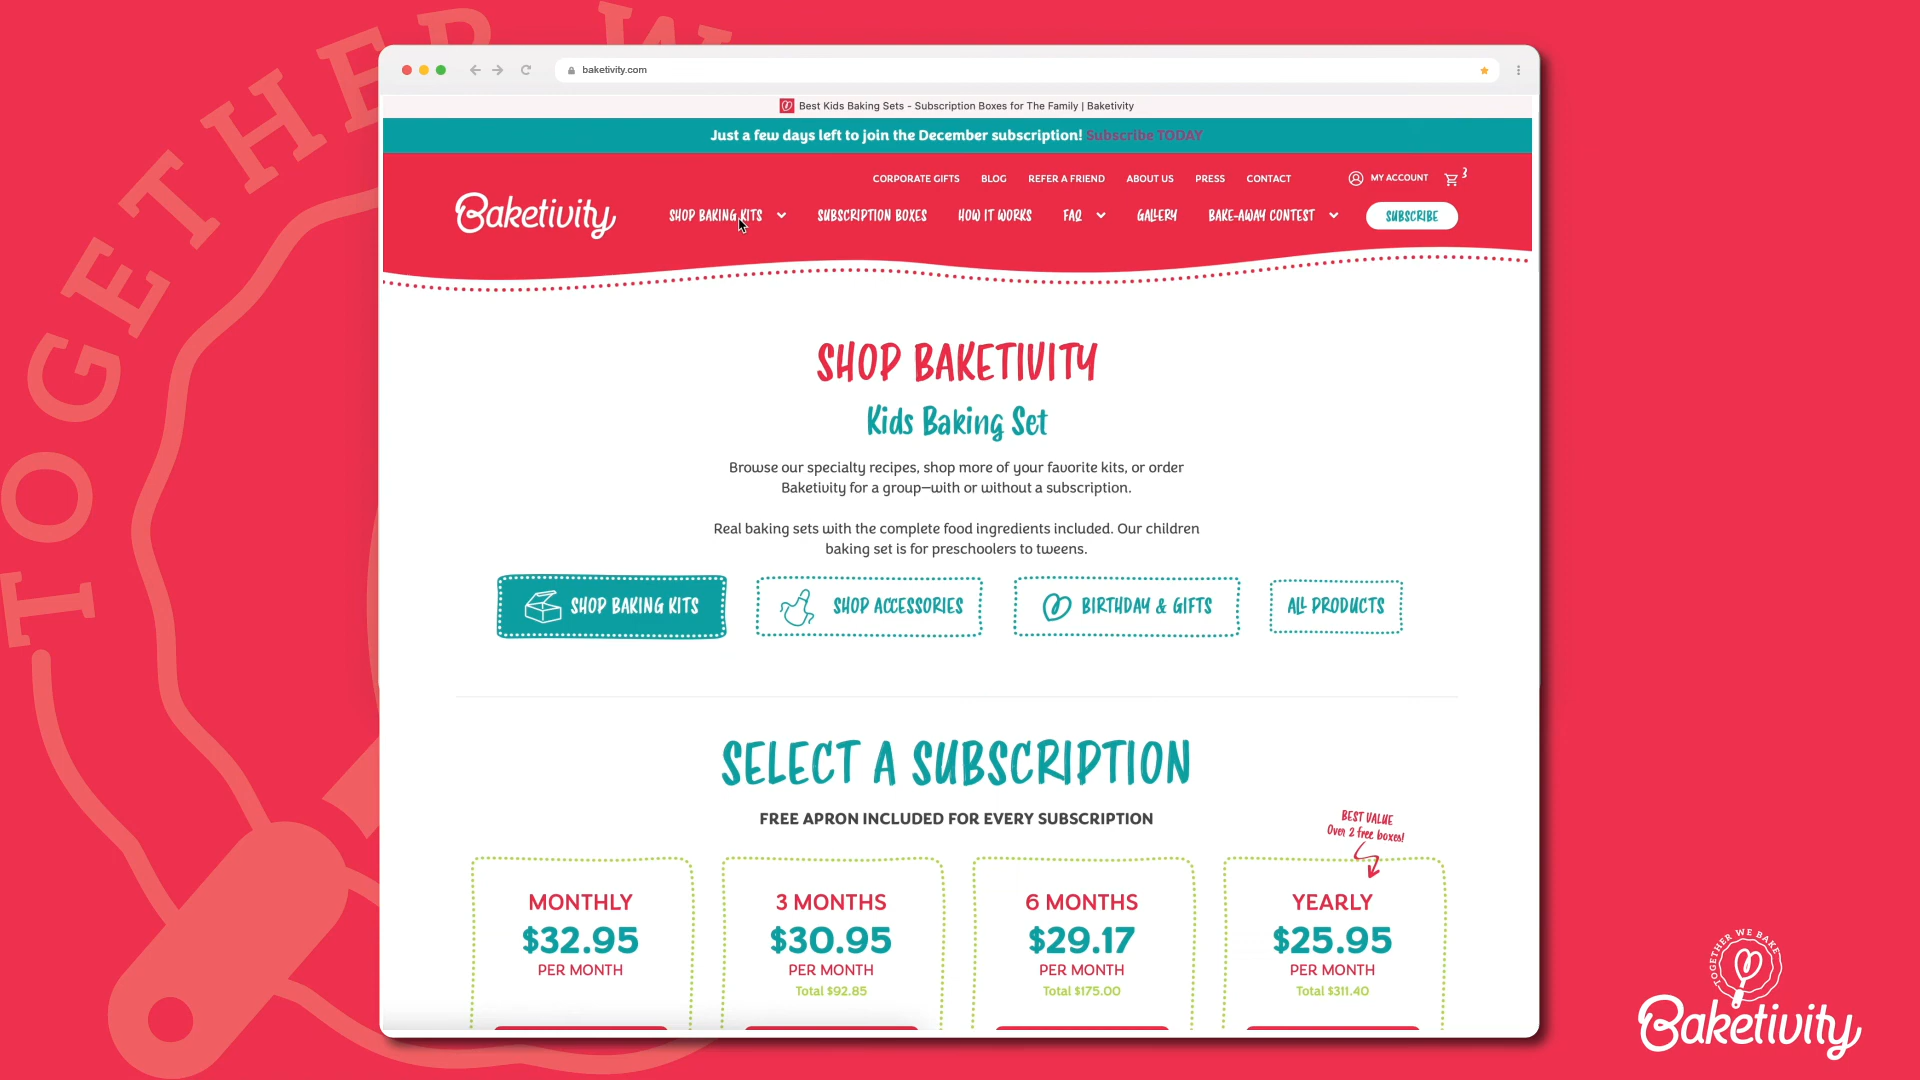 TOGETHER W
baketivity.com
Best Kids Baking Sets - Subscription Boxes for The Family | Baketivity
Just a few days left to join the December subscription! Subscribe TODAY
CORPORATE GIFTS BLOG REFER A FRIEND ABOUT US PRESS CONTACT MY ACCOUNT 3
Baketivity SHOP BAKING KITS SUBSCRIPTION BOXES HOW IT WORKS FAQ GALLERY BAKE-AWAY CONTEST SUBSCRIBE
SHOP BAKETIVITY
Kids Baking Set
Browse our specialty recipes, shop more of your favorite kits, or order
Baketivity for a group—with or without a subscription.
Real baking sets with the complete food ingredients included. Our children
baking set is for preschoolers to tweens.
SHOP BAKING KITS SHOP ACCESSORIES BIRTHDAY & GIFTS ALL PRODUCTS
SELECT A SUBSCRIPTION
FREE APRON INCLUDED FOR EVERY SUBSCRIPTION
BEST VALUE
Over 2 free boxes!
MONTHLY 3 MONTHS 6 MONTHS YEARLY
$32.95 $30.95 $29.17 $25.95
PER MONTH PER MONTH PER MONTH PER MONTH
Total $92.85 Total $175.00 Total $311.40
TOGETHER WE BAKE
Baketivity